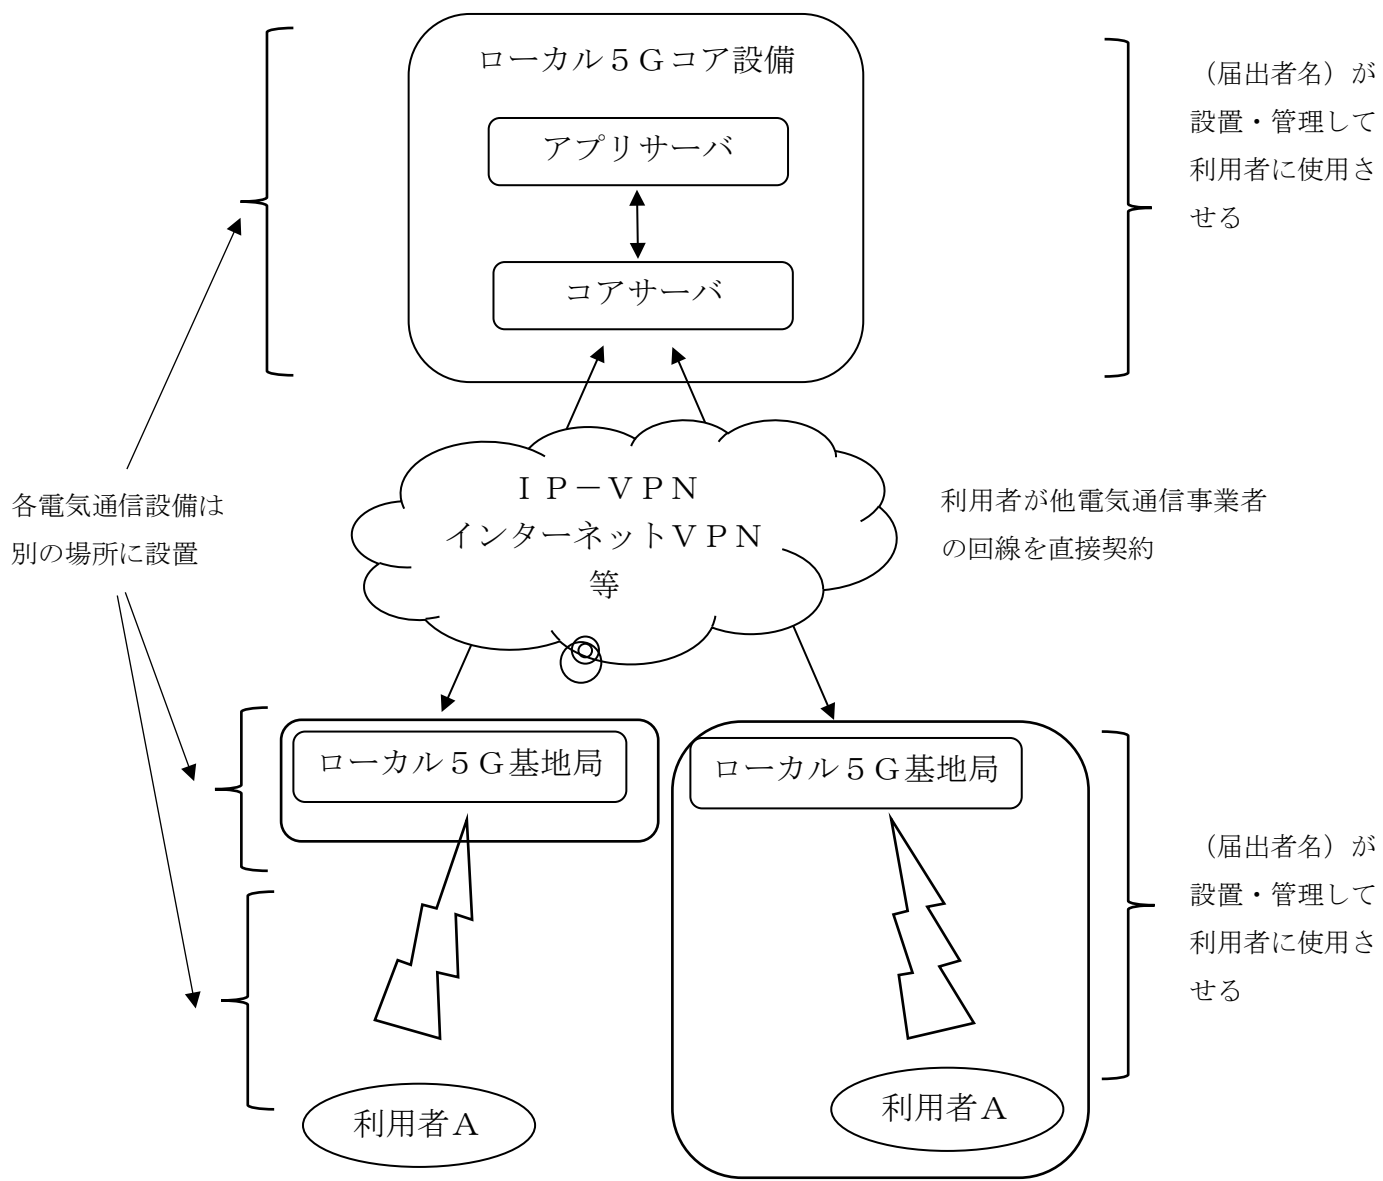 ローカル５Ｇコア設備
アプリサーバ
コアサーバ
（届出者名）が
設置・管理して
利用者に使用さ
せる
ＩＰ－ＶＰＮ
インターネットＶＰＮ
等
利用者が他電気通信事業者
の回線を直接契約
各電気通信設備は
別の場所に設置
ローカル５Ｇ基地局
ローカル５Ｇ基地局
（届出者名）が
設置・管理して
利用者に使用さ
せる
利用者Ａ
利用者Ａ